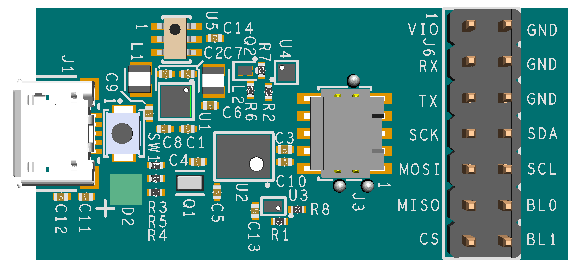 U5
1
C14
1
VIO
GND
J6
L1
C2
C7
Q2
R7
U4
J1
RX
GND
C9
1
L2
R6
R2
C6
TX
GND
U1
SW1
C8
C1
C3
SCK
SDA
C4
MOSI
SCL
C10
1
U2
Q1
U3
J3
D2
R3
R5
R4
C5
R8
MISO
BL0
C12
C11
+
C13
R1
CS
BL1